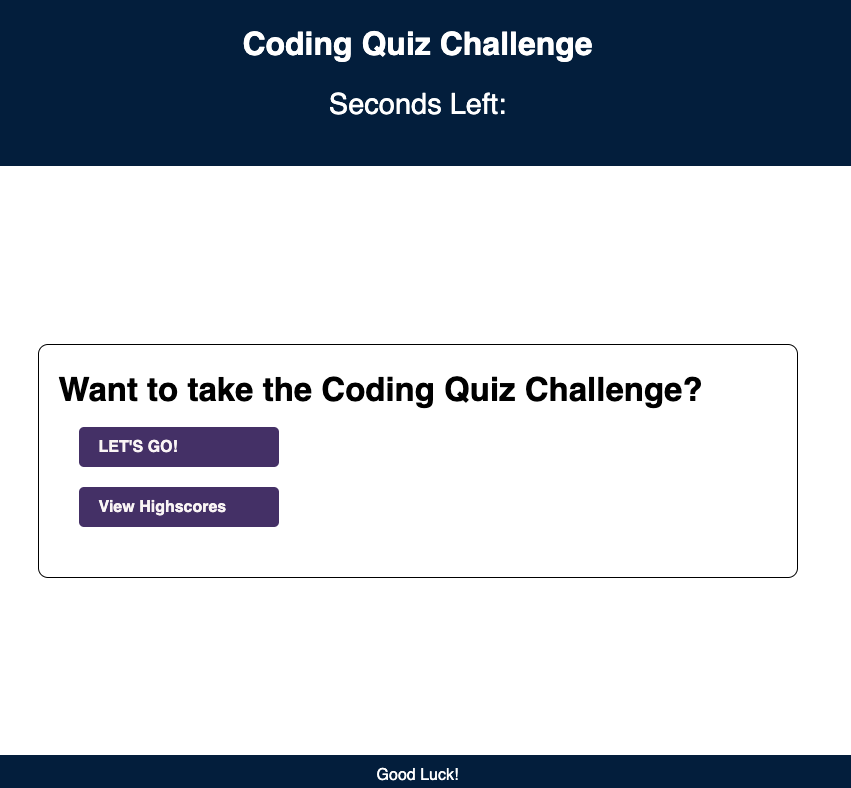 Coding Quiz Challenge
Seconds Left:
Want to take the Coding Quiz Challenge?
LET'S GO!
View Highscores
Good Luck!